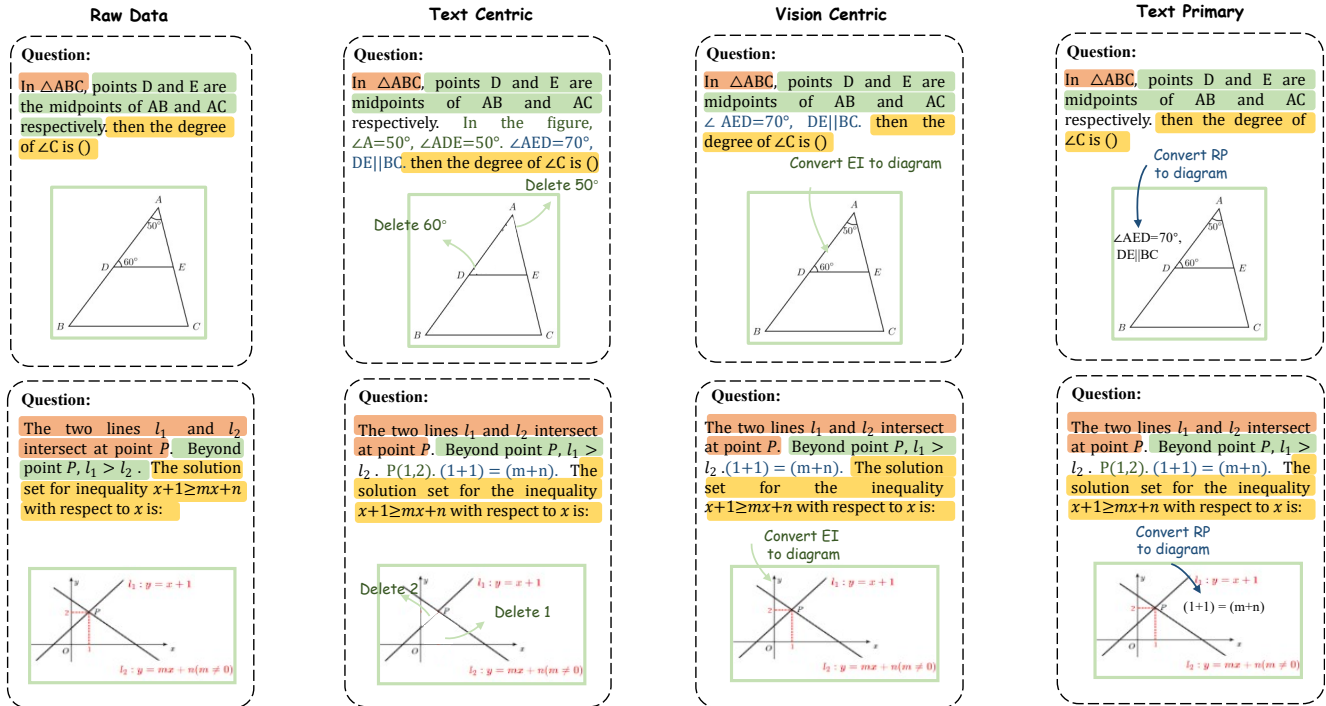 Raw Data
Question:
In △ABC, points D and E are
the midpoints of AB and AC
respectively. then the degree
of ∠C is ()
A
50°
D
60°
E
B
C
Text Centric
Question:
In △ABC, points D and E are
midpoints of AB and AC
respectively. In the figure,
∠A=50°, ∠ADE=50°. ∠AED=70°,
DE||BC. then the degree of ∠C is ()
Delete 50°
Delete 60°
A
D
E
B
C
Vision Centric
Question:
In △ABC, points D and E are
midpoints of AB and AC
∠ AED=70°, DE||BC. then the
degree of ∠C is ()
Convert EI to diagram
A
50°
D
60°
E
B
C
Text Primary
Question:
In △ABC, points D and E are
midpoints of AB and AC
respectively. then the degree of
∠C is ()
Convert RP
to diagram
A
50°
∠AED=70°,
DE||BC
D
60°
E
B
C
Question:
The two lines l₁ and l₂
intersect at point P. Beyond
point P, l₁ > l₂ . The solution
set for inequality x+1≥mx+n
with respect to x is:
y
l₁ : y = x + 1
2
P
O
1
x
l₂ : y = mx + n(m ≠ 0)
Question:
The two lines l₁ and l₂ intersect
at point P. Beyond point P, l₁ >
l₂ . P(1,2). (1+1) = (m+n). The
solution set for the inequality
x+1≥mx+n with respect to x is:
y
l₁ : y = x + 1
Delete 2
P
Delete 1
O
x
l₂ : y = mx + n(m ≠ 0)
Question:
The two lines l₁ and l₂ intersect
at point P. Beyond point P, l₁ >
l₂ .(1+1) = (m+n). The solution
set for the inequality
x+1≥mx+n with respect to x is:
Convert EI
to diagram
y
l₁ : y = x + 1
2
P
O
1
x
l₂ : y = mx + n(m ≠ 0)
Question:
The two lines l₁ and l₂ intersect
at point P. Beyond point P, l₁ >
l₂ . P(1,2). (1+1) = (m+n). The
solution set for the inequality
x+1≥mx+n with respect to x is:
Convert RP
to diagram
y
l₁ : y = x + 1
2
P
(1+1) = (m+n)
O
1
x
l₂ : y = mx + n(m ≠ 0)